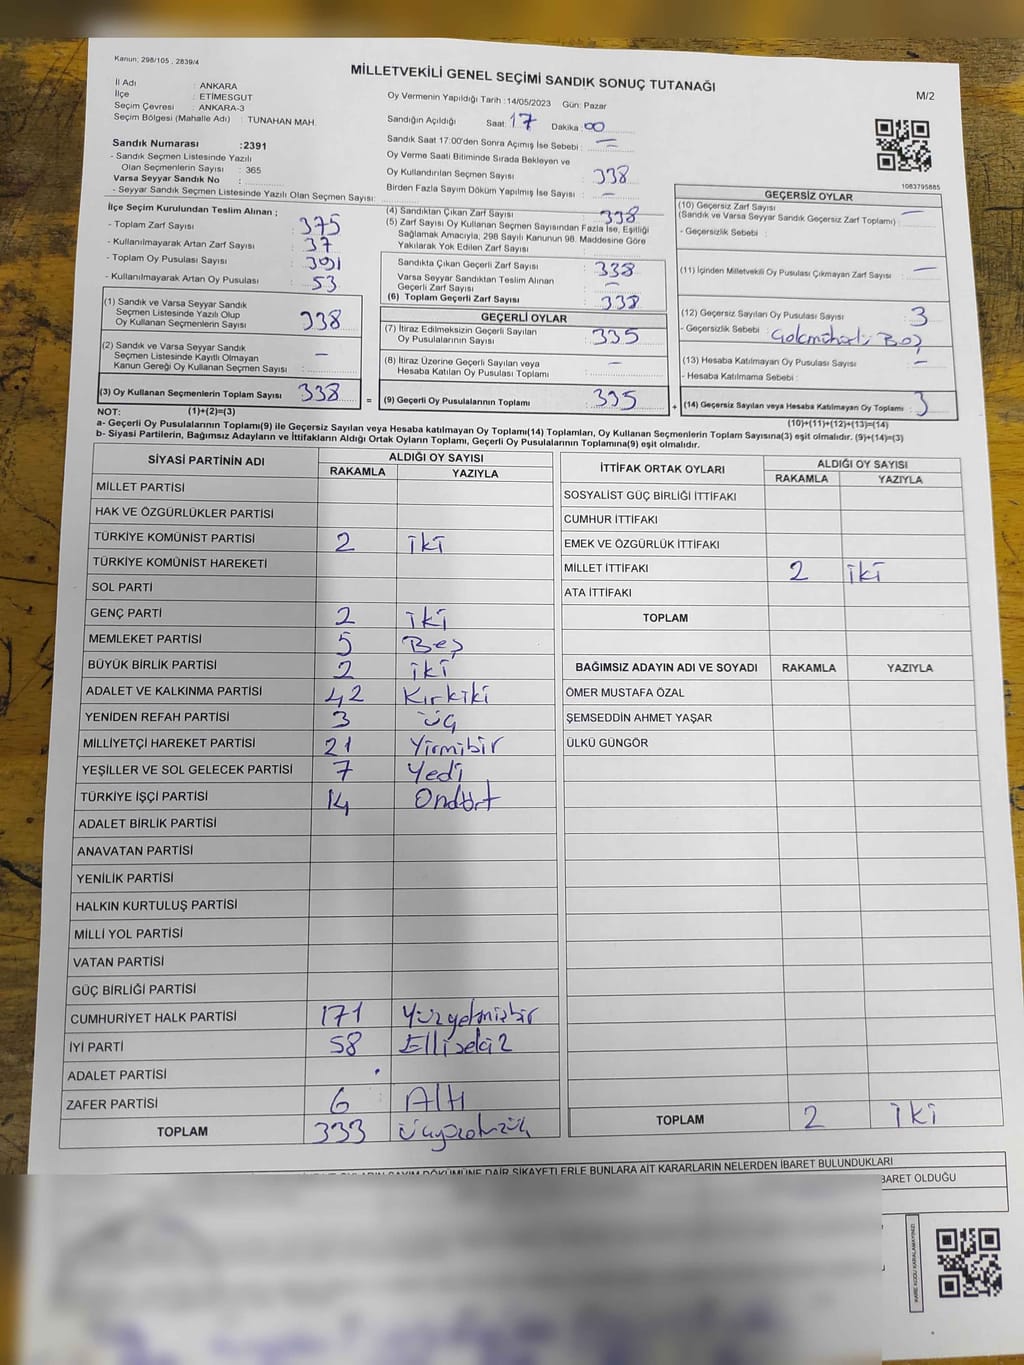 Kanun: 298/105 , 2839/4
MİLLETVEKİLİ GENEL SEÇİMİ SANDIK SONUÇ TUTANAĞI
M/2
İl Adı : ANKARA
İlçe : ETİMESGUT
Seçim Çevresi : ANKARA-3
Seçim Bölgesi (Mahalle Adı) : TUNAHAN MAH.
Sandık Numarası :2391
- Sandık Seçmen Listesinde Yazılı
Olan Seçmenlerin Sayısı : 365
Varsa Seyyar Sandık No :
- Seyyar Sandık Seçmen Listesinde Yazılı Olan Seçmen Sayısı:
Oy Vermenin Yapıldığı Tarih :14/05/2023 Gün: Pazar
Sandığın Açıldığı Saat: 17 Dakika: 00
Sandık Saat 17:00'den Sonra Açımış İse Sebebi : —
Oy Verme Saati Bitiminde Sırada Bekleyen ve
Oy Kullandırılan Seçmen Sayısı 338
Birden Fazla Sayım Döküm Yapılmış İse Sayısı : —
1083795885
İlçe Seçim Kurulundan Teslim Alınan ;
- Toplam Zarf Sayısı : 375
- Kullanılmayarak Artan Zarf Sayısı : 37
- Toplam Oy Pusulası Sayısı : 391
- Kullanılmayarak Artan Oy Pusulası : 53
(1) Sandık ve Varsa Seyyar Sandık
Seçmen Listesinde Yazılı Olup
Oy Kullanan Seçmenlerin Sayısı : 338
(2) Sandık ve Varsa Seyyar Sandık
Seçmen Listesinde Kayıtlı Olmayan
Kanun Gereği Oy Kullanan Seçmen Sayısı : —
(3) Oy Kullanan Seçmenlerin Toplam Sayısı : 338
(4) Sandıktan Çıkan Zarf Sayısı : 338
(5) Zarf Sayısı Oy Kullanan Seçmen Sayısından Fazla İse, Eşitliği
Sağlamak Amacıyla, 298 Sayılı Kanunun 98. Maddesine Göre
Yakılarak Yok Edilen Zarf Sayısı :
Sandıkta Çıkan Geçerli Zarf Sayısı : 338
Varsa Seyyar Sandıktan Teslim Alınan
Geçerli Zarf Sayısı : —
(6) Toplam Geçerli Zarf Sayısı : 338
GEÇERLİ OYLAR
(7) İtiraz Edilmeksizin Geçerli Sayılan
Oy Pusulalarının Sayısı : 335
(8) İtiraz Üzerine Geçerli Sayılan veya
Hesaba Katılan Oy Pusulası Toplamı : —
= (9) Geçerli Oy Pusulalarının Toplamı : 335
GEÇERSİZ OYLAR
(10) Geçersiz Zarf Sayısı : —
(Sandık ve Varsa Seyyar Sandık Geçersiz Zarf Toplamı)
- Geçersizlik Sebebi :
(11) İçinden Milletvekili Oy Pusulası Çıkmayan Zarf Sayısı : —
(12) Geçersiz Sayılan Oy Pusulası Sayısı : 3
- Geçersizlik Sebebi : Boş
(13) Hesaba Katılmayan Oy Pusulası Sayısı : —
- Hesaba Katılmama Sebebi :
+ (14) Geçersiz Sayılan veya Hesaba Katılmayan Oy Toplamı : 3
NOT: (1)+(2)=(3)
(10)+(11)+(12)+(13)=(14)
a- Geçerli Oy Pusulalarının Toplamı(9) ile Geçersiz Sayılan veya Hesaba katılmayan Oy Toplamı(14) Toplamları, Oy Kullanan Seçmenlerin Toplam Sayısına(3) eşit olmalıdır. (9)+(14)=(3)
b- Siyasi Partilerin, Bağımsız Adayların ve İttifakların Aldığı Ortak Oyların Toplamı, Geçerli Oy Pusulalarının Toplamına(9) eşit olmalıdır.
SİYASİ PARTİNİN ADI
ALDIĞI OY SAYISI
RAKAMLA YAZIYLA
MİLLET PARTİSİ
HAK VE ÖZGÜRLÜKLER PARTİSİ
TÜRKİYE KOMÜNİST PARTİSİ 2 iki
TÜRKİYE KOMÜNİST HAREKETİ
SOL PARTİ
GENÇ PARTİ 2 iki
MEMLEKET PARTİSİ 5 Beş
BÜYÜK BİRLİK PARTİSİ 2 iki
ADALET VE KALKINMA PARTİSİ 42 Kırkiki
YENİDEN REFAH PARTİSİ 3 üç
MİLLİYETÇİ HAREKET PARTİSİ 21 Yirmibir
YEŞİLLER VE SOL GELECEK PARTİSİ 7 Yedi
TÜRKİYE İŞÇİ PARTİSİ 14 Ondört
ADALET BİRLİK PARTİSİ
ANAVATAN PARTİSİ
YENİLİK PARTİSİ
HALKIN KURTULUŞ PARTİSİ
MİLLİ YOL PARTİSİ
VATAN PARTİSİ
GÜÇ BİRLİĞİ PARTİSİ
CUMHURİYET HALK PARTİSİ 171 Yüzyetmişbir
İYİ PARTİ 58 Ellisekiz
ADALET PARTİSİ
ZAFER PARTİSİ 6 Altı
TOPLAM 333 üçyüzotuzüç
İTTİFAK ORTAK OYLARI
ALDIĞI OY SAYISI
RAKAMLA YAZIYLA
SOSYALİST GÜÇ BİRLİĞİ İTTİFAKI
CUMHUR İTTİFAKI
EMEK VE ÖZGÜRLÜK İTTİFAKI
MİLLET İTTİFAKI 2 iki
ATA İTTİFAKI
TOPLAM
BAĞIMSIZ ADAYIN ADI VE SOYADI RAKAMLA YAZIYLA
ÖMER MUSTAFA ÖZAL
ŞEMSEDDİN AHMET YAŞAR
ÜLKÜ GÜNGÖR
TOPLAM 2 iki
OYLARIN SAYIM DÖKÜMÜNE DAİR ŞİKAYETLERLE BUNLARA AİT KARARLARIN NELERDEN İBARET BULUNDUKLARI
BARET OLDUĞU
KARE KODU KARALAMAYINIZ!